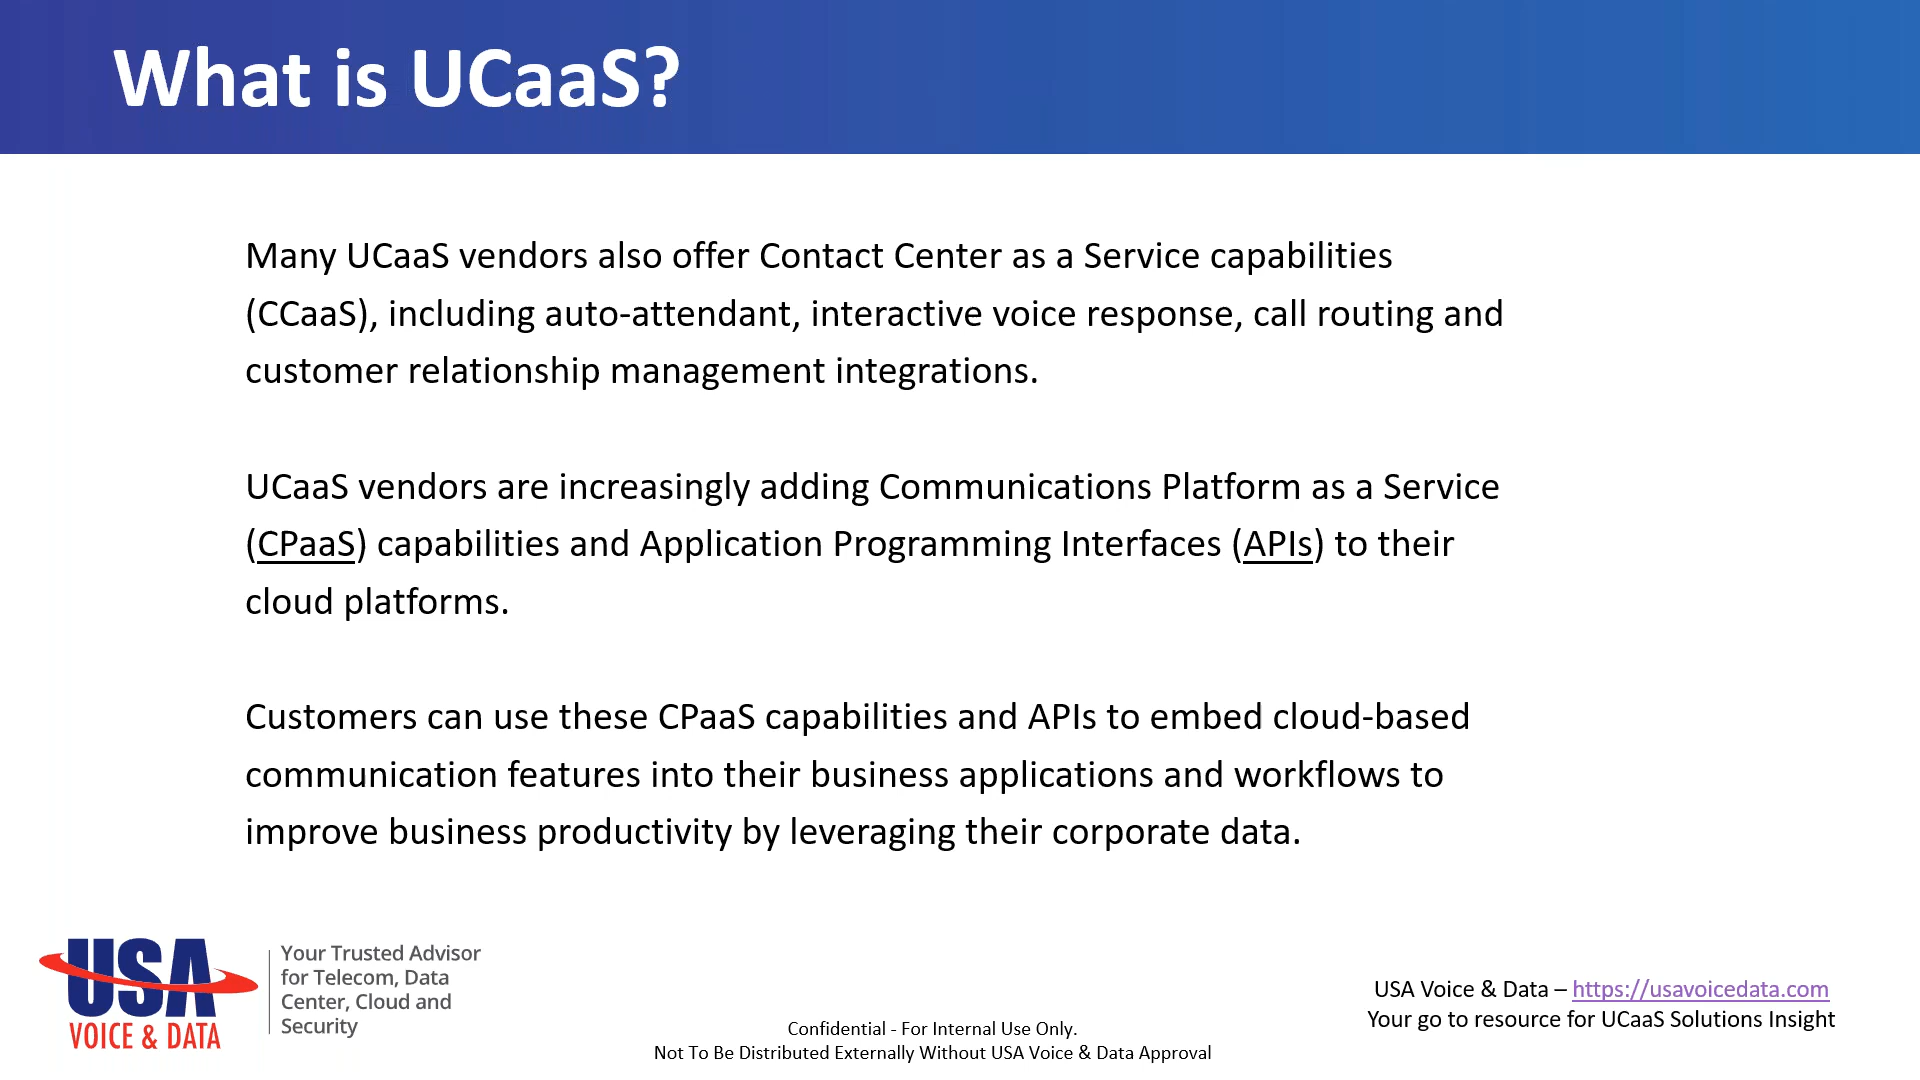 What is UCaaS?
Many UCaaS vendors also offer Contact Center as a Service capabilities
(CCaaS), including auto-attendant, interactive voice response, call routing and
customer relationship management integrations.
UCaaS vendors are increasingly adding Communications Platform as a Service
(CPaaS) capabilities and Application Programming Interfaces (APIs) to their
cloud platforms.
Customers can use these CPaaS capabilities and APIs to embed cloud-based
communication features into their business applications and workflows to
improve business productivity by leveraging their corporate data.
USA
VOICE & DATA
Your Trusted Advisor
for Telecom, Data
Center, Cloud and
Security
Confidential - For Internal Use Only.
Not To Be Distributed Externally Without USA Voice & Data Approval
USA Voice & Data – https://usavoicedata.com
Your go to resource for UCaaS Solutions Insight